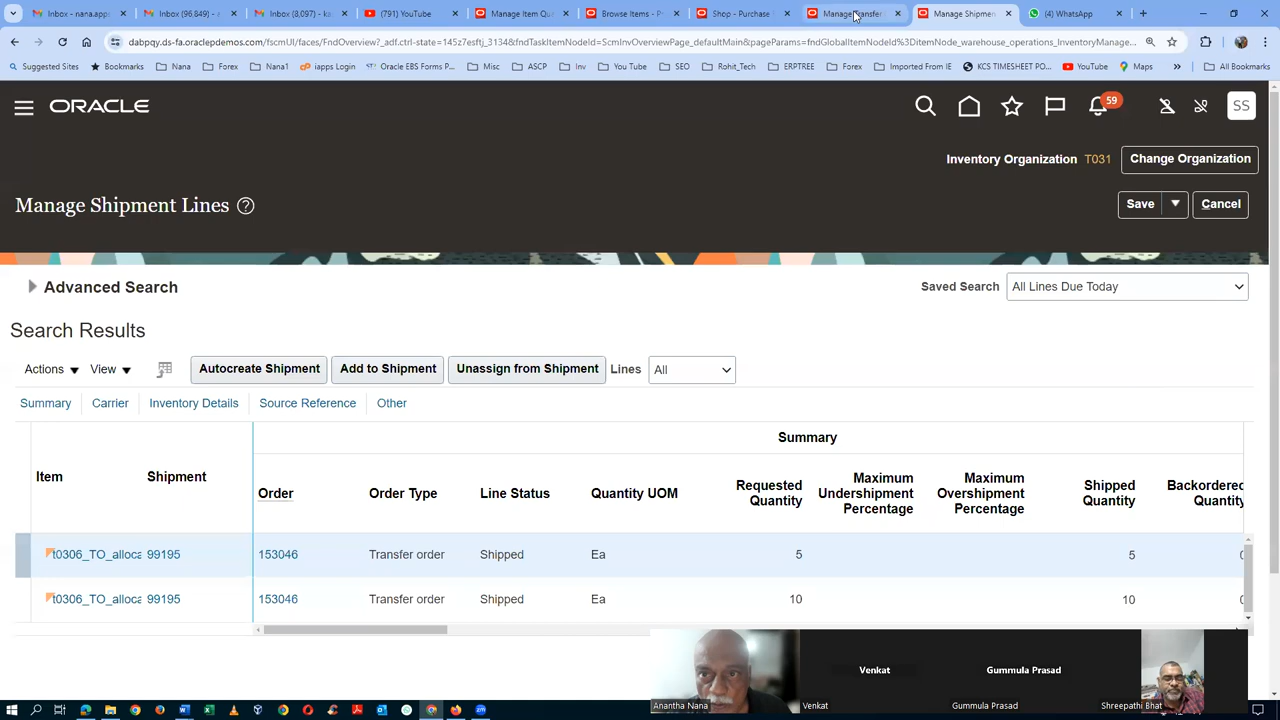 Inbox - nana.apps
Inbox (96,849)
Inbox (8,097) - ka
(791) YouTube
Manage Item Qua
Browse Items - P
Shop - Purchase
Manage Transfer
Manage Shipmen
(4) WhatsApp
dabpqy.ds-fa.oraclepdemos.com/fscmUI/faces/FndOverview?_adf.ctrl-state=145z7esftj_3134&fndTaskItemNodeId=ScmInvOverviewPage_defaultMain&pageParams=fndGlobalItemNodeId%3DitemNode_warehouse_operations_InventoryManage...
Suggested Sites
Bookmarks
Nana
Forex
Nana1
iapps Login
Oracle EBS Forms P...
Misc
ASCP
Inv
You Tube
SEO
Rohit_Tech
ERPTREE
Forex
Imported From IE
KCS TIMESHEET PO...
YouTube
Maps
All Bookmarks
ORACLE
59
SS
Inventory Organization T031 Change Organization
Manage Shipment Lines
Save
Cancel
Advanced Search
Saved Search All Lines Due Today
Search Results
Actions View Autocreate Shipment Add to Shipment Unassign from Shipment Lines All
Summary Carrier Inventory Details Source Reference Other
Summary
Item Shipment Order Order Type Line Status Quantity UOM Requested Quantity Maximum Undershipment Percentage Maximum Overshipment Percentage Shipped Quantity Backordered Quantity
t0306_TO_alloca 99195 153046 Transfer order Shipped Ea 5 5 0
t0306_TO_alloca 99195 153046 Transfer order Shipped Ea 10 10 0
Venkat
Gummula Prasad
Anantha Nana
Venkat
Gummula Prasad
Shreepathi Bhat